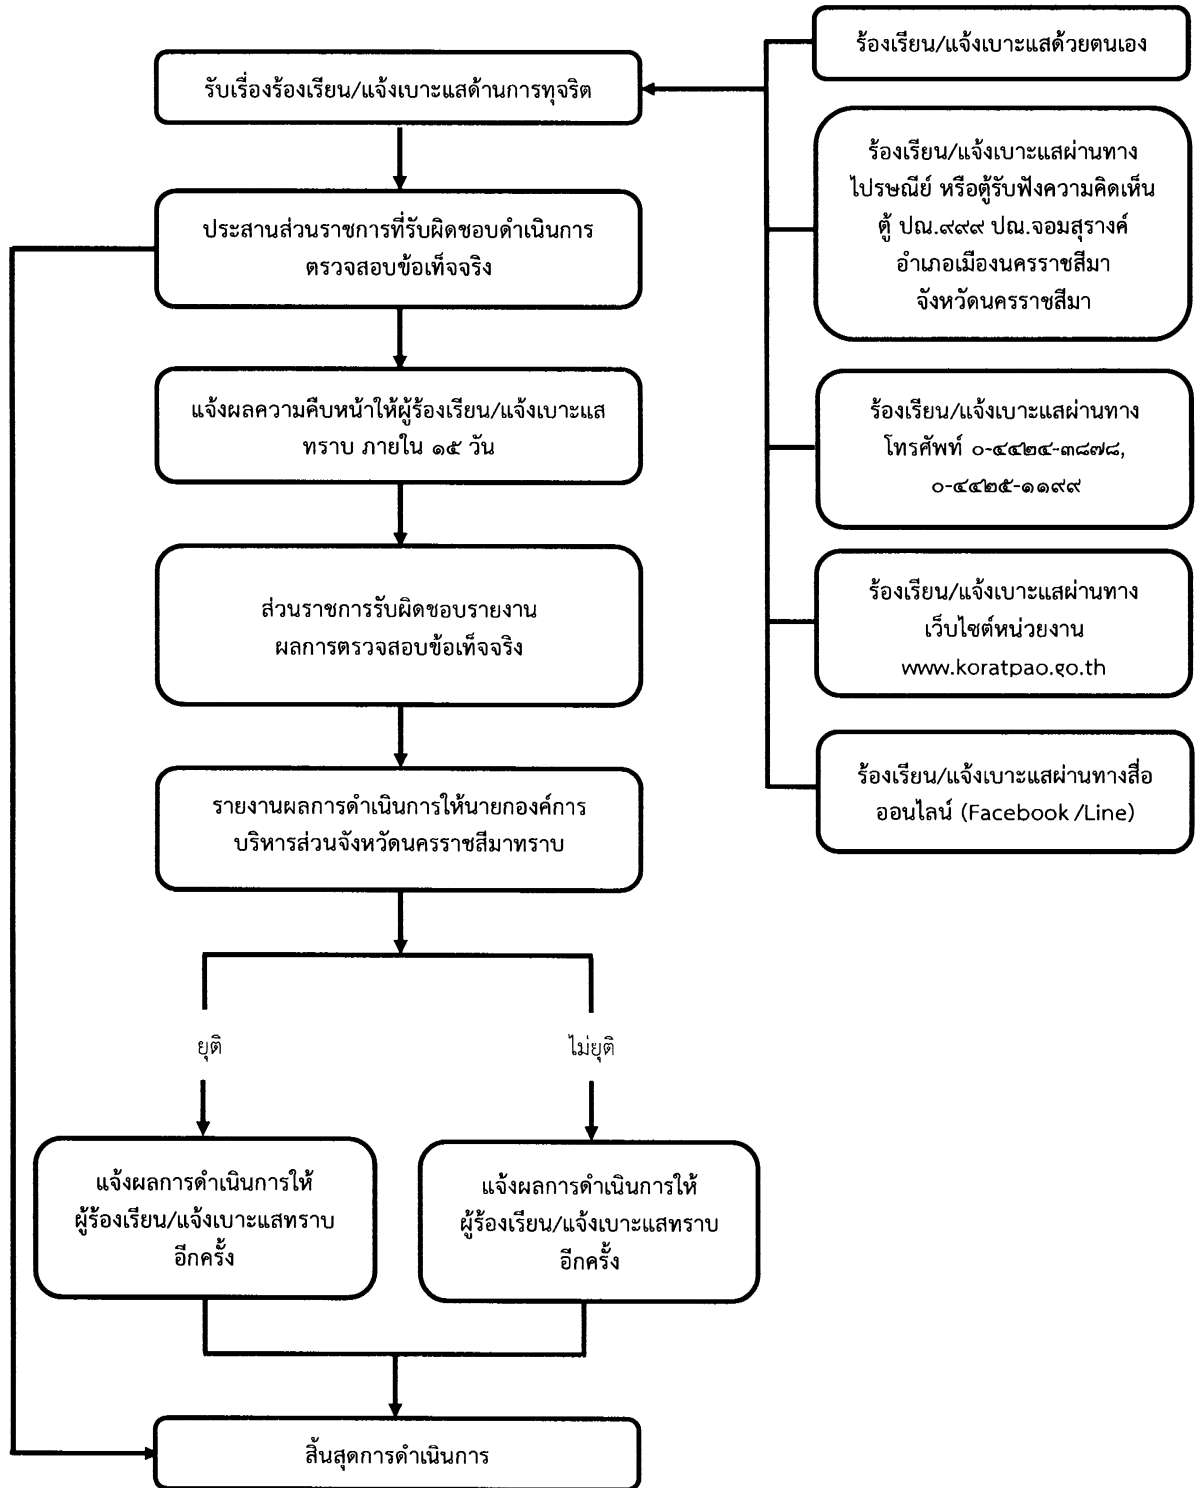 รับเรื่องร้องเรียน/แจ้งเบาะแสด้านการทุจริต
ประสานส่วนราชการที่รับผิดชอบดำเนินการ
ตรวจสอบข้อเท็จจริง
แจ้งผลความคืบหน้าให้ผู้ร้องเรียน/แจ้งเบาะแส
ทราบ ภายใน ๑๕ วัน
ส่วนราชการรับผิดชอบรายงาน
ผลการตรวจสอบข้อเท็จจริง
รายงานผลการดำเนินการให้นายกองค์การ
บริหารส่วนจังหวัดนครราชสีมาทราบ
ยุติ
ไม่ยุติ
แจ้งผลการดำเนินการให้
ผู้ร้องเรียน/แจ้งเบาะแสทราบ
อีกครั้ง
แจ้งผลการดำเนินการให้
ผู้ร้องเรียน/แจ้งเบาะแสทราบ
อีกครั้ง
สิ้นสุดการดำเนินการ
ร้องเรียน/แจ้งเบาะแสด้วยตนเอง
ร้องเรียน/แจ้งเบาะแสผ่านทาง
ไปรษณีย์ หรือตู้รับฟังความคิดเห็น
ตู้ ปณ.๙๙๙ ปณ.จอมสุรางค์
อำเภอเมืองนครราชสีมา
จังหวัดนครราชสีมา
ร้องเรียน/แจ้งเบาะแสผ่านทาง
โทรศัพท์ ๐-๔๔๒๔-๓๘๗๘,
๐-๔๔๒๕-๑๑๙๙
ร้องเรียน/แจ้งเบาะแสผ่านทาง
เว็บไซต์หน่วยงาน
www.koratpao.go.th
ร้องเรียน/แจ้งเบาะแสผ่านทางสื่อ
ออนไลน์ (Facebook /Line)